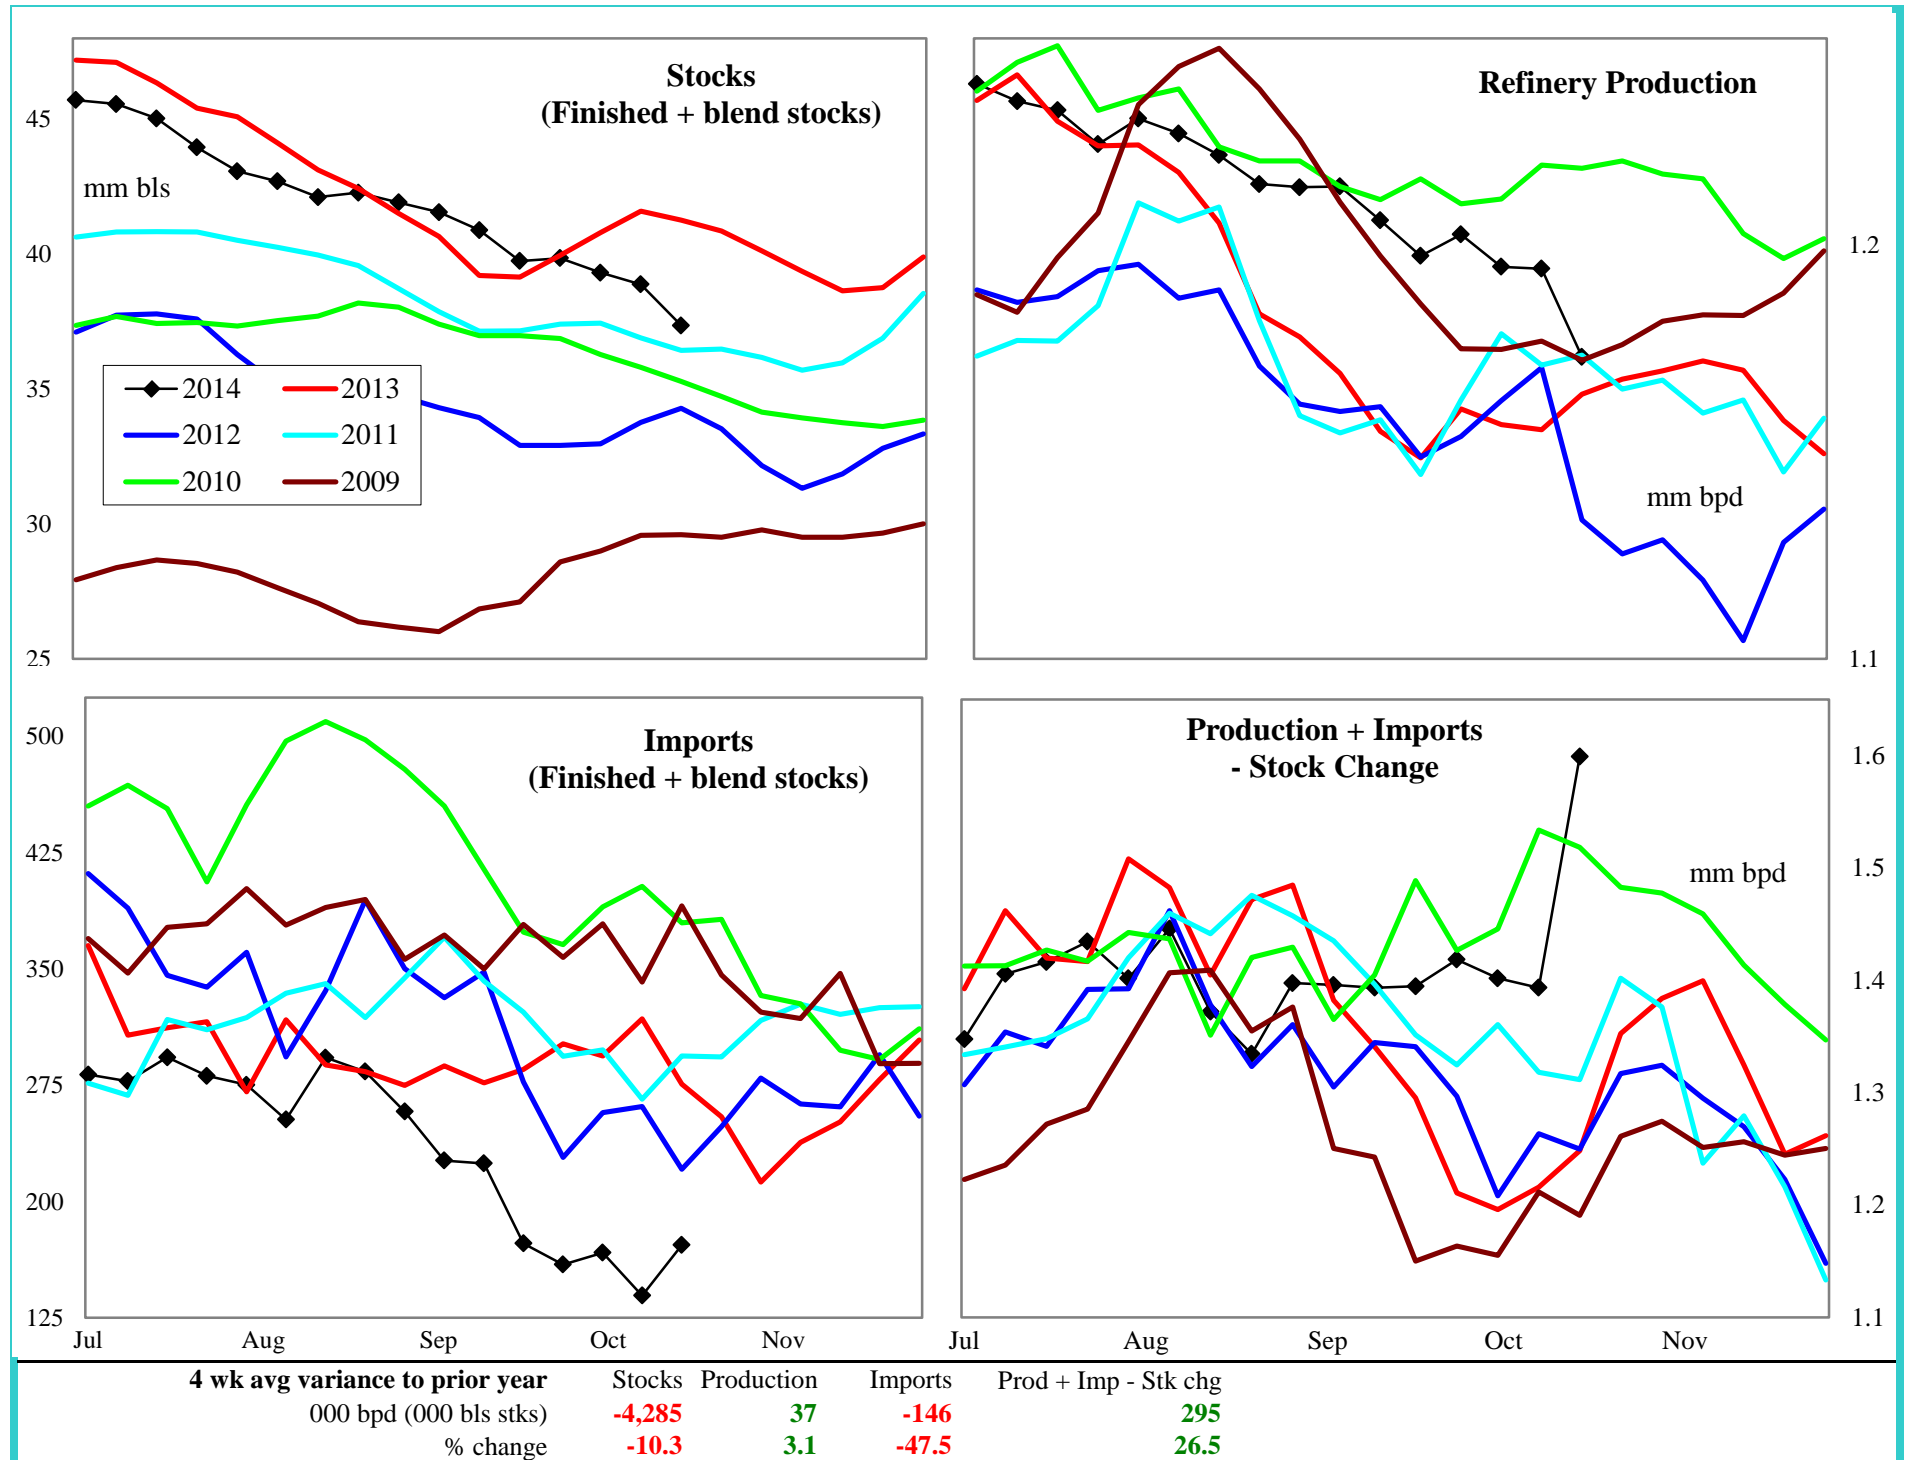 Stocks
(Finished + blend stocks)
mm bls
45
40
35
30
25
2014
2013
2012
2011
2010
2009
Refinery Production
mm bpd
1.2
1.1
Imports
(Finished + blend stocks)
500
425
350
275
200
125
Jul Aug Sep Oct Nov
Production + Imports
- Stock Change
mm bpd
1.6
1.5
1.4
1.3
1.2
1.1
Jul Aug Sep Oct Nov
4 wk avg variance to prior year Stocks Production Imports Prod + Imp - Stk chg
000 bpd (000 bls stks) -4,285 37 -146 295
% change -10.3 3.1 -47.5 26.5